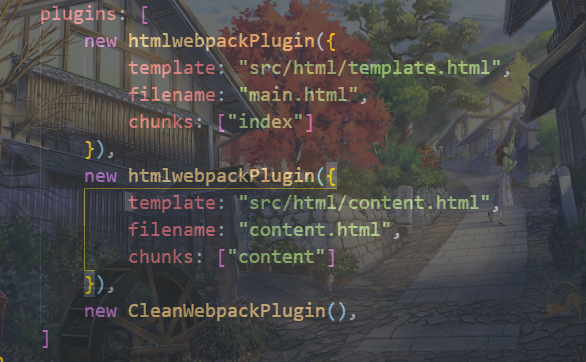 plugins: [
new htmlwebpackPlugin({
template: "src/html/template.html",
filename: "main.html",
chunks: ["index"]
}),
new htmlwebpackPlugin({
template: "src/html/content.html",
filename: "content.html",
chunks: ["content"]
}),
new CleanWebpackPlugin(),
]